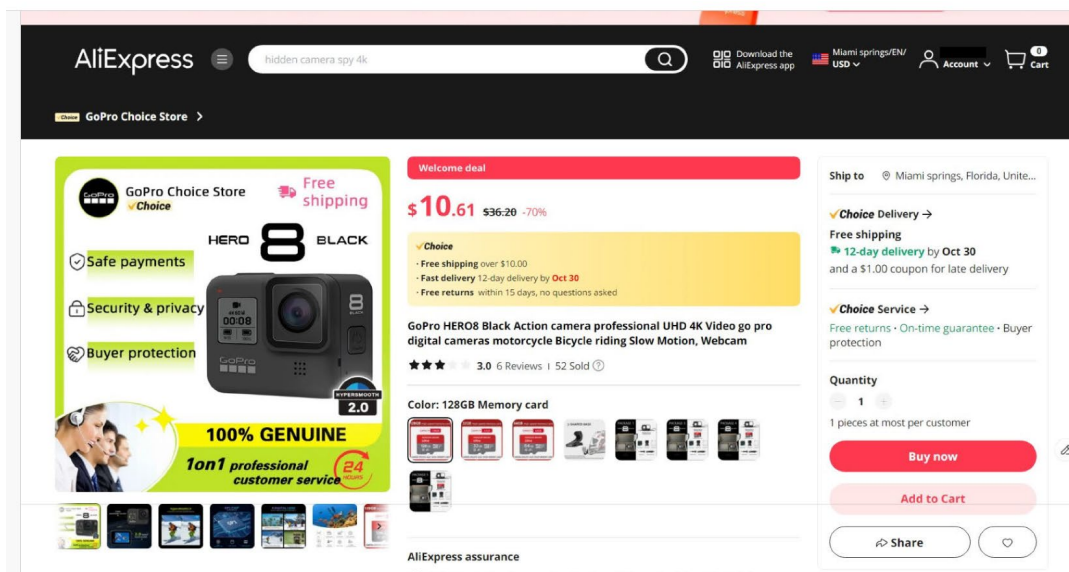 AliExpress
hidden camera spy 4k
Download the
AliExpress app
Miami springs/EN/
USD
Account
0
Cart
Choice GoPro Choice Store
GoPro
GoPro Choice Store
Choice
Free
shipping
HERO 8 BLACK
Safe payments
Security & privacy
Buyer protection
00:08
8
BLACK
GoPro
HYPERSMOOTH
2.0
100% GENUINE
1on1 professional
customer service
24
HOURS
Welcome deal
$10.61 $36.20 -70%
Choice
· Free shipping over $10.00
· Fast delivery 12-day delivery by Oct 30
· Free returns within 15 days, no questions asked
GoPro HERO8 Black Action camera professional UHD 4K Video go pro
digital cameras motorcycle Bicycle riding Slow Motion, Webcam
3.0 6 Reviews | 52 Sold
Color: 128GB Memory card
AliExpress assurance
Ship to Miami springs, Florida, Unite...
Choice Delivery →
Free shipping
12-day delivery by Oct 30
and a $1.00 coupon for late delivery
Choice Service →
Free returns · On-time guarantee · Buyer
protection
Quantity
1
1 pieces at most per customer
Buy now
Add to Cart
Share